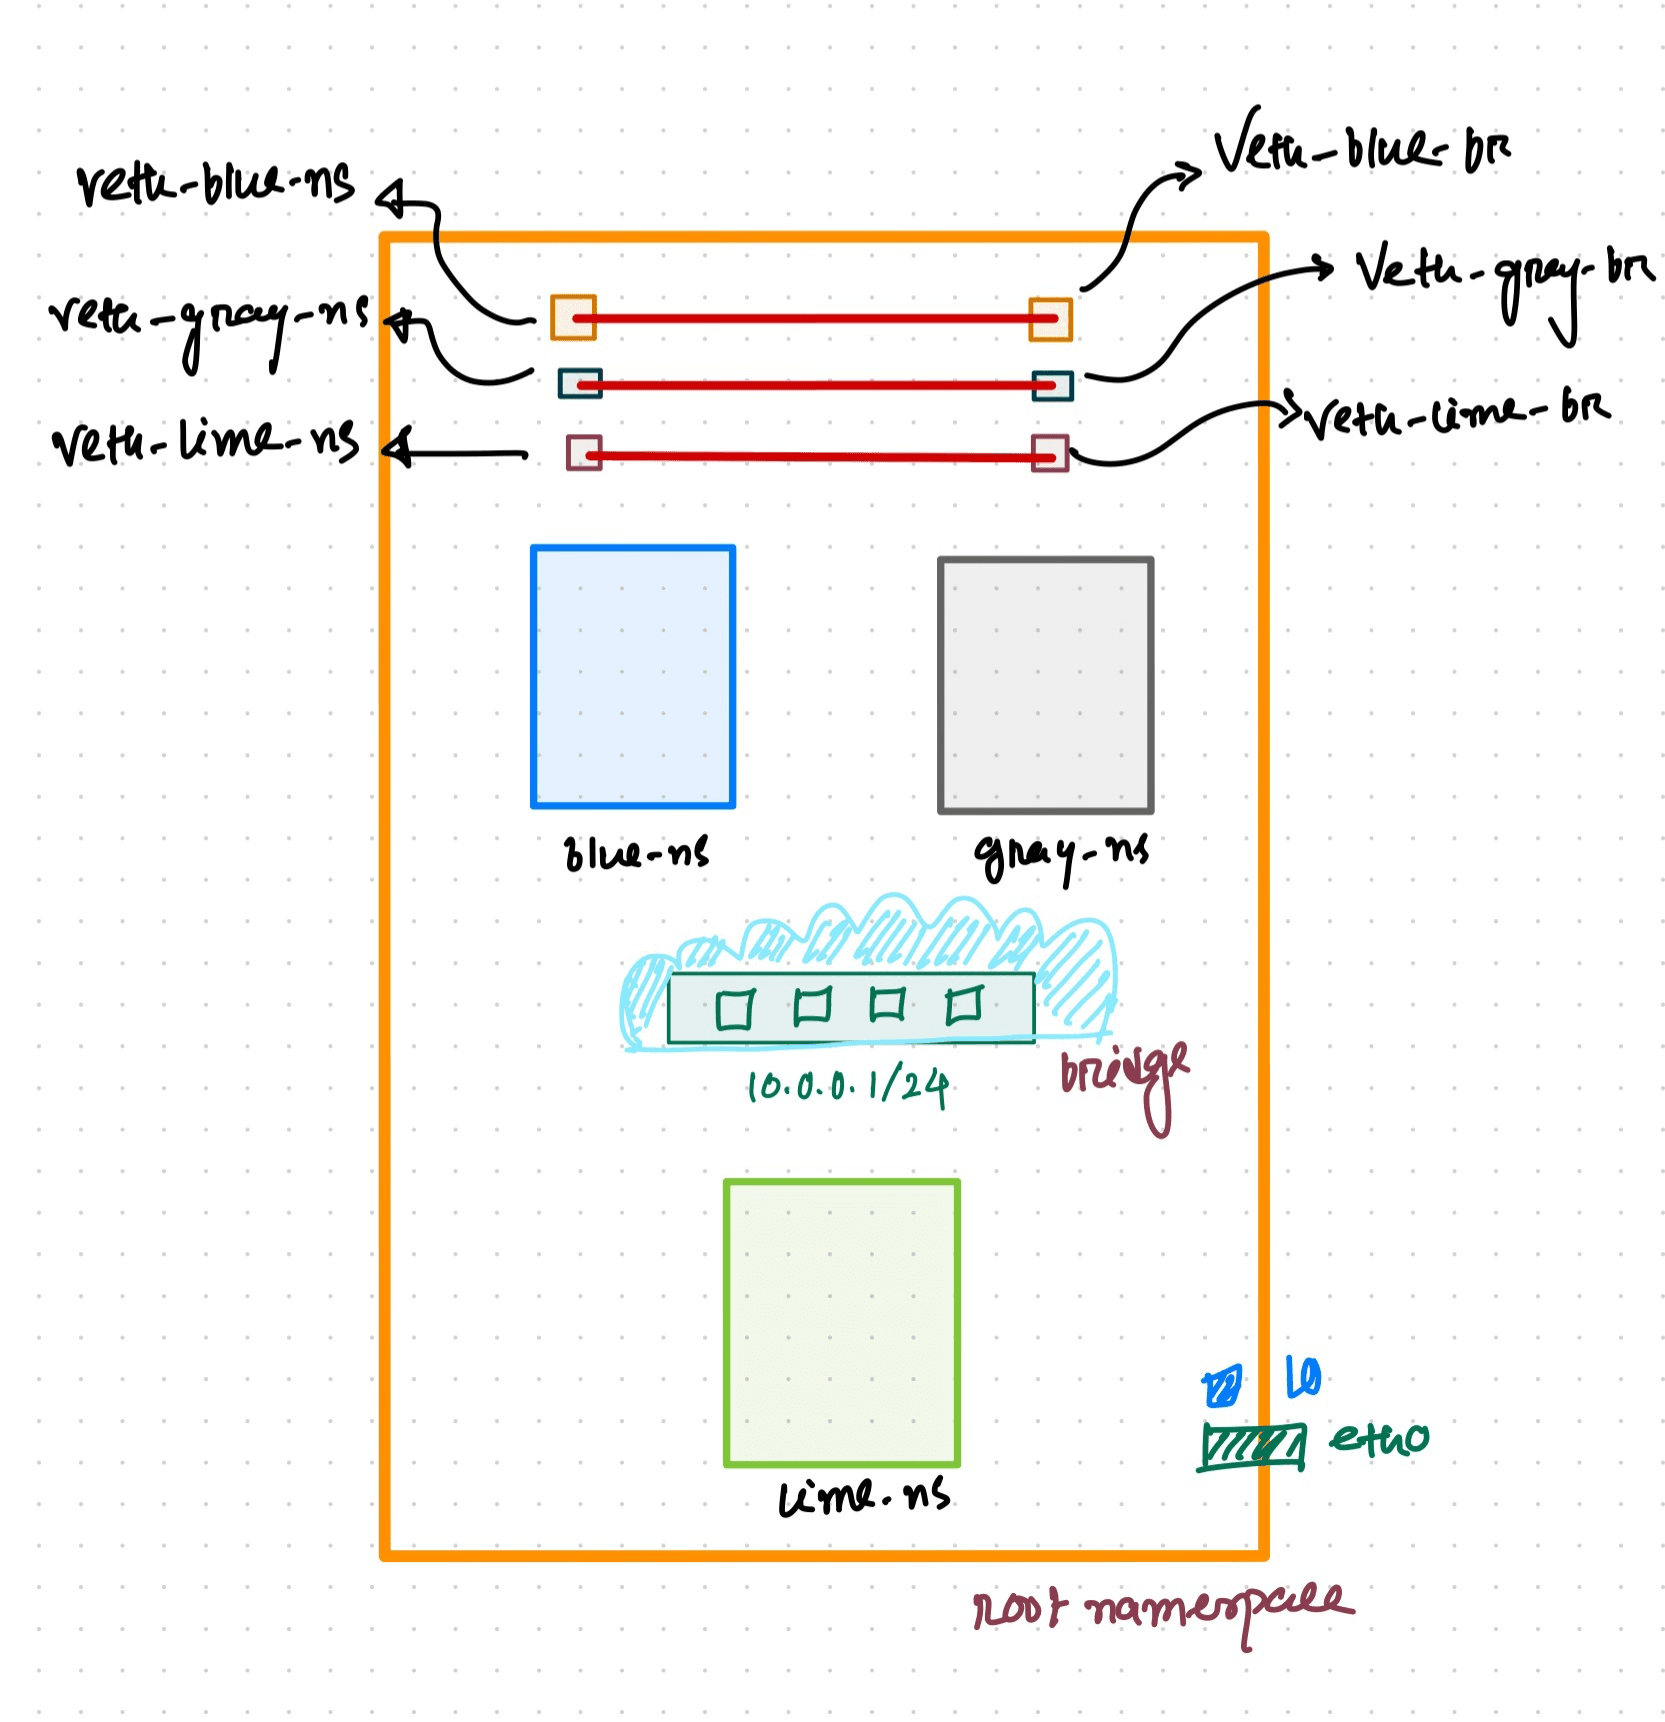 veth-blue-ns
Veth-blue-br
veth-gray-ns
Veth-gray-br
veth-lime-ns
veth-lime-br
blue-ns
gray-ns
10.0.0.1/24
bridge
lime-ns
lo
eth0
root namespace